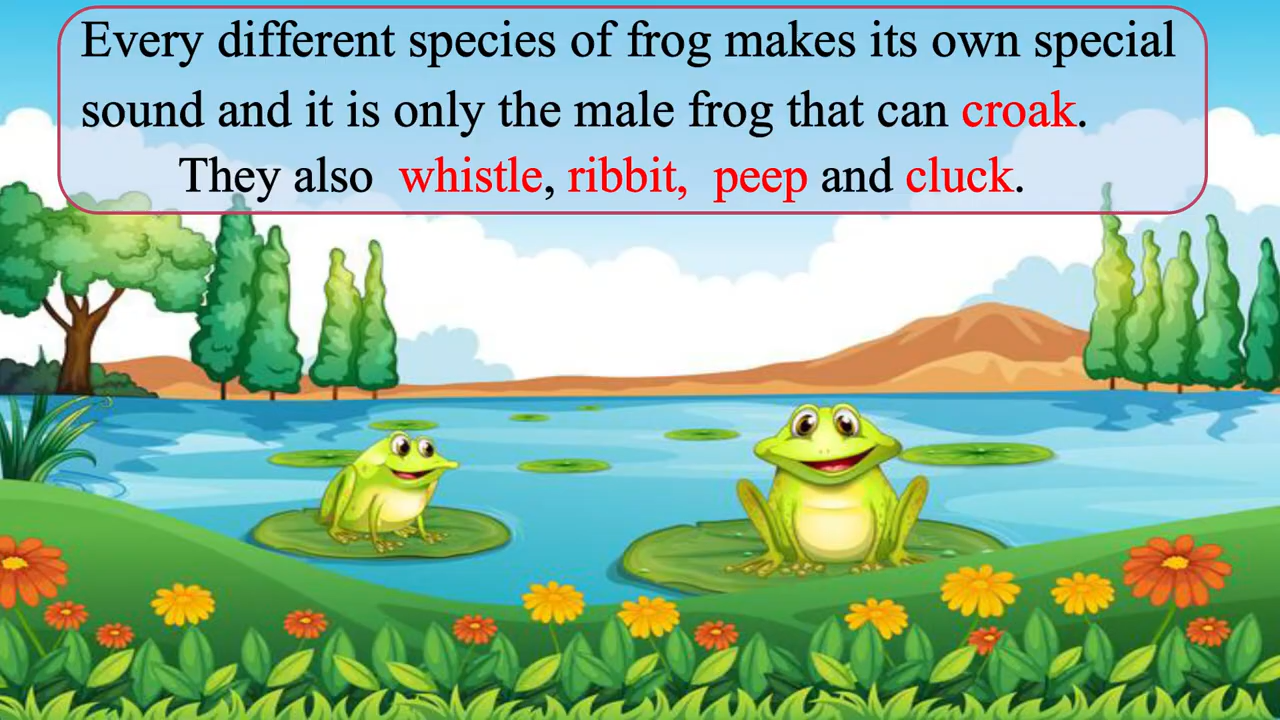 Every different species of frog makes its own special
sound and it is only the male frog that can croak.
They also whistle, ribbit, peep and cluck.